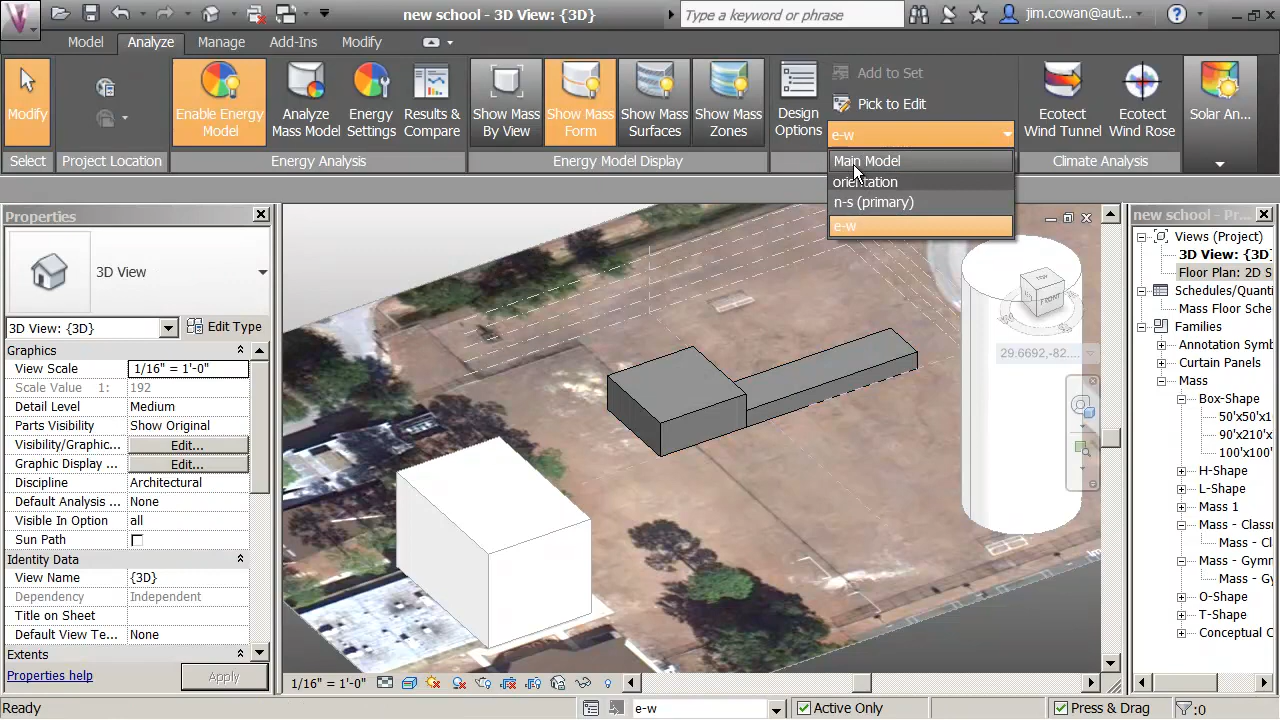 new school - 3D View: {3D}
Type a keyword or phrase
jim.cowan@aut...
Model
Analyze
Manage
Add-Ins
Modify
Modify
Enable Energy Model
Analyze Mass Model
Energy Settings
Results & Compare
Show Mass By View
Show Mass Form
Show Mass Surfaces
Show Mass Zones
Design Options
Add to Set
Pick to Edit
e-w
Ecotect Wind Tunnel
Ecotect Wind Rose
Solar An...
Select
Project Location
Energy Analysis
Energy Model Display
Climate Analysis
Main Model
orientation
n-s (primary)
e-w
Properties
3D View
3D View: {3D}
Edit Type
Graphics
View Scale 1/16" = 1'-0"
Scale Value 1: 192
Detail Level Medium
Parts Visibility Show Original
Visibility/Graphic... Edit...
Graphic Display ... Edit...
Discipline Architectural
Default Analysis ... None
Visible In Option all
Sun Path
Identity Data
View Name {3D}
Dependency Independent
Title on Sheet
Default View Te... None
Extents
Properties help
Apply
TOP
FRONT
29.6692,-82....
new school - P...
Views (Project)
3D View: {3D}
Floor Plan: 2D S
Schedules/Quanti
Mass Floor Sche
Families
Annotation Symb
Curtain Panels
Mass
Box-Shape
50'x50'x1
90'x210'x
100'x100'
H-Shape
L-Shape
Mass 1
Mass - Classr
Mass - Cl
Mass - Gymn
Mass - Gy
O-Shape
T-Shape
Conceptual C
1/16" = 1'-0"
Ready
e-w
Active Only
Press & Drag
:0